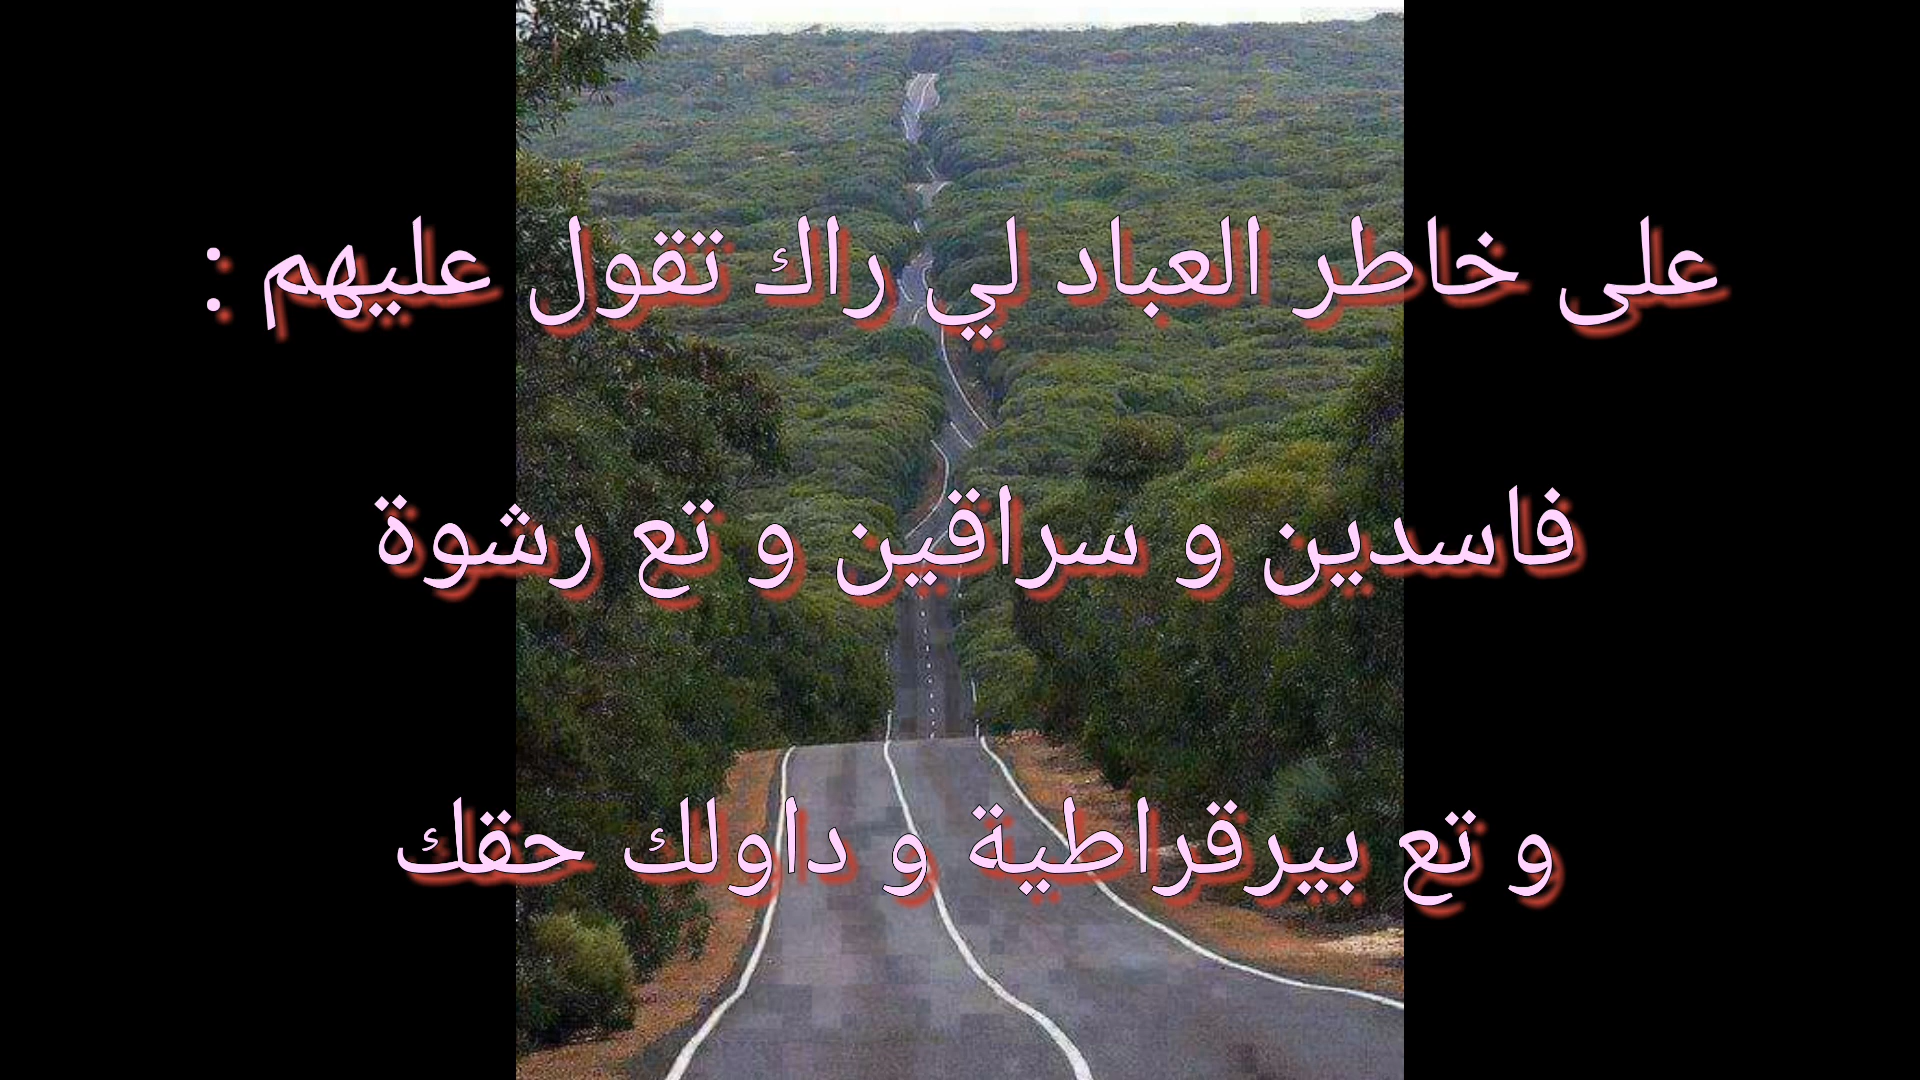 على خاطر العباد لي راك تقول عليهم :
فاسدين و سراقين و تع رشوة
و تع بيرقراطية و داولك حقك